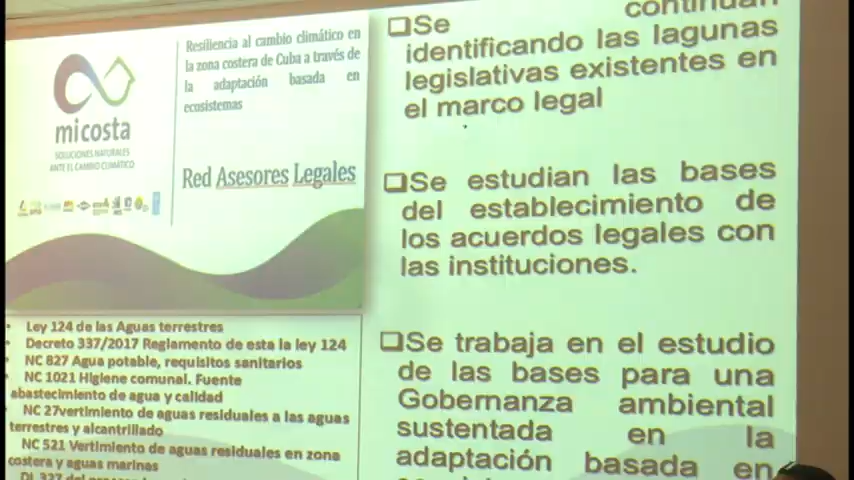 micosta
SOLUCIONES NATURALES
ANTE EL CAMBIO CLIMÁTICO
Resiliencia al cambio climático en
la zona costera de Cuba a través de
la adaptación basada en
ecosistemas
Red Asesores Legales
Ley 124 de las Aguas terrestres
Decreto 337/2017 Reglamento de esta la ley 124
NC 827 Agua potable, requisitos sanitarios
NC 1021 Higiene comunal. Fuente
abastecimiento de agua y calidad
NC 27vertimiento de aguas residuales a las aguas
terrestres y alcantrillado
NC 521 Vertimiento de aguas residuales en zona
costera y aguas marinas
DL 327 del
Se continúan
identificando las lagunas
legislativas existentes en
el marco legal
Se estudian las bases
del establecimiento de
los acuerdos legales con
las instituciones.
Se trabaja en el estudio
de las bases para una
Gobernanza ambiental
sustentada en la
adaptación basada en